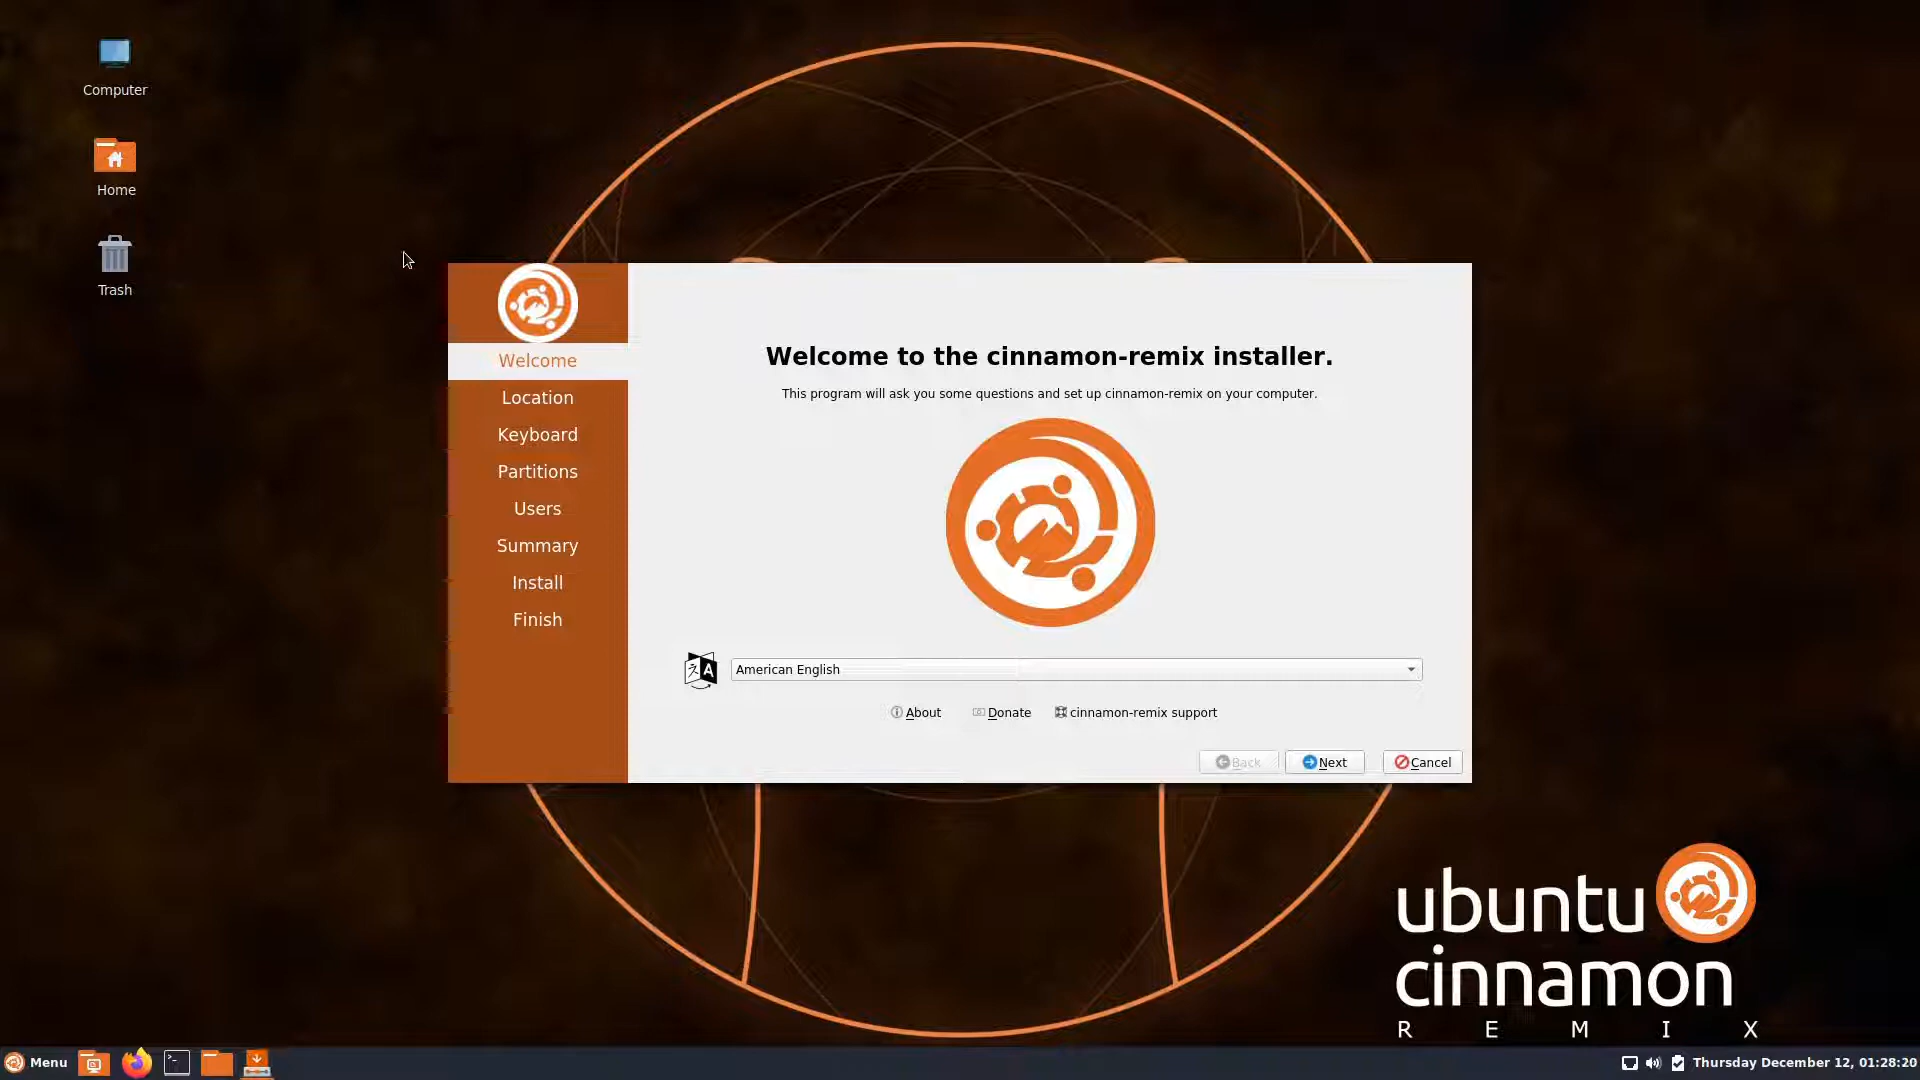 Computer
Home
Trash
Welcome
Location
Keyboard
Partitions
Users
Summary
Install
Finish
Welcome to the cinnamon-remix installer.
This program will ask you some questions and set up cinnamon-remix on your computer.
A
American English
About
Donate
cinnamon-remix support
Back
Next
Cancel
ubuntu
cinnamon
REMIX
Menu
Thursday December 12, 01:28:20